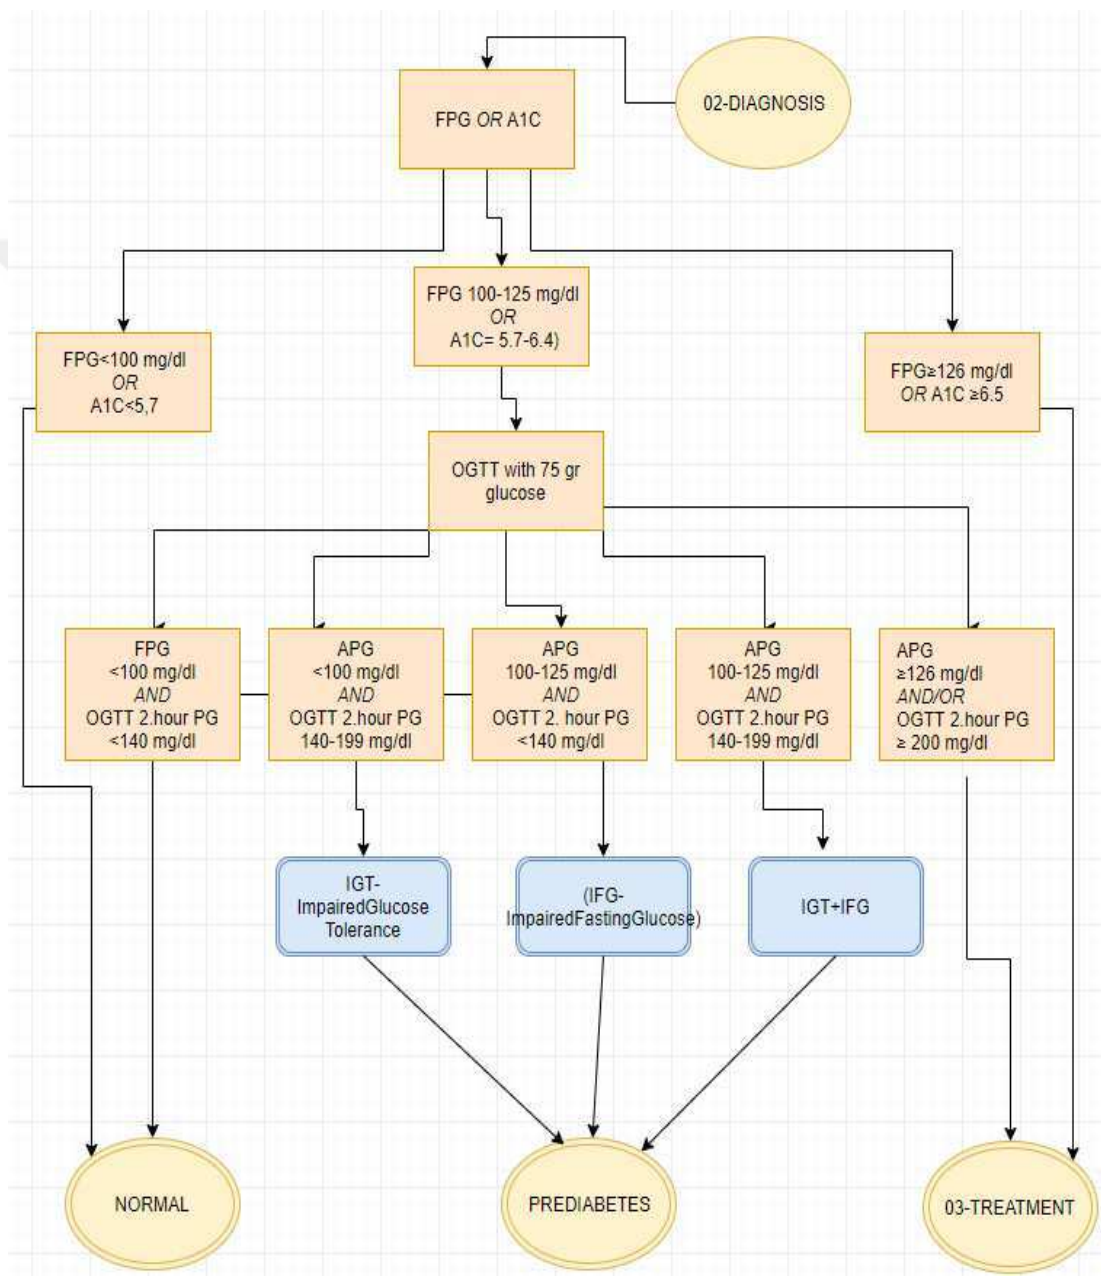 02-DIAGNOSIS
FPG OR A1C
FPG 100-125 mg/dl
OR
A1C= 5.7-6.4)
FPG<100 mg/dl
OR
A1C<5,7
FPG≥126 mg/dl
OR A1C ≥6.5
OGTT with 75 gr
glucose
FPG
<100 mg/dl
AND
OGTT 2.hour PG
<140 mg/dl
APG
<100 mg/dl
AND
OGTT 2.hour PG
140-199 mg/dl
APG
100-125 mg/dl
AND
OGTT 2. hour PG
<140 mg/dl
APG
100-125 mg/dl
AND
OGTT 2.hour PG
140-199 mg/dl
APG
≥126 mg/dl
AND/OR
OGTT 2.hour PG
≥ 200 mg/dl
IGT-
ImpairedGlucose
Tolerance
(IFG-
ImpairedFastingGlucose)
IGT+IFG
NORMAL
PREDIABETES
03-TREATMENT